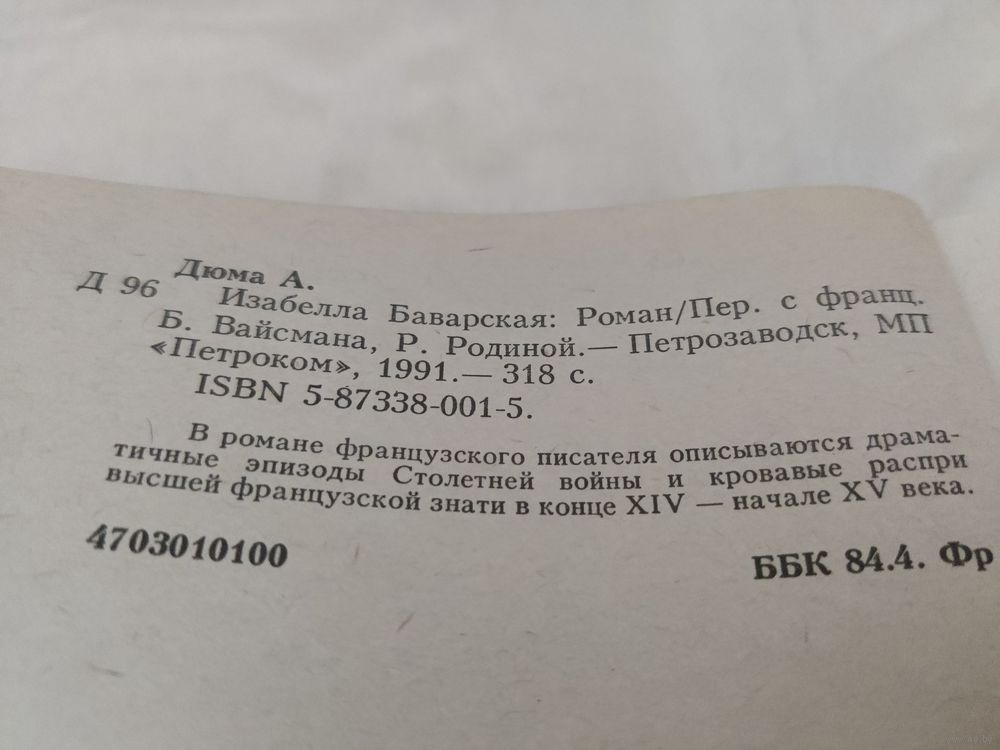 Дюма А.
Д 96 Изабелла Баварская: Роман/Пер. с франц.
Б. Вайсмана, Р. Родиной.— Петрозаводск, МП
«Петроком», 1991.— 318 с.
ISBN 5-87338-001-5.
В романе французского писателя описываются драма-
тичные эпизоды Столетней войны и кровавые распри
высшей французской знати в конце XIV — начале XV века.
4703010100 ББК 84.4. Фр